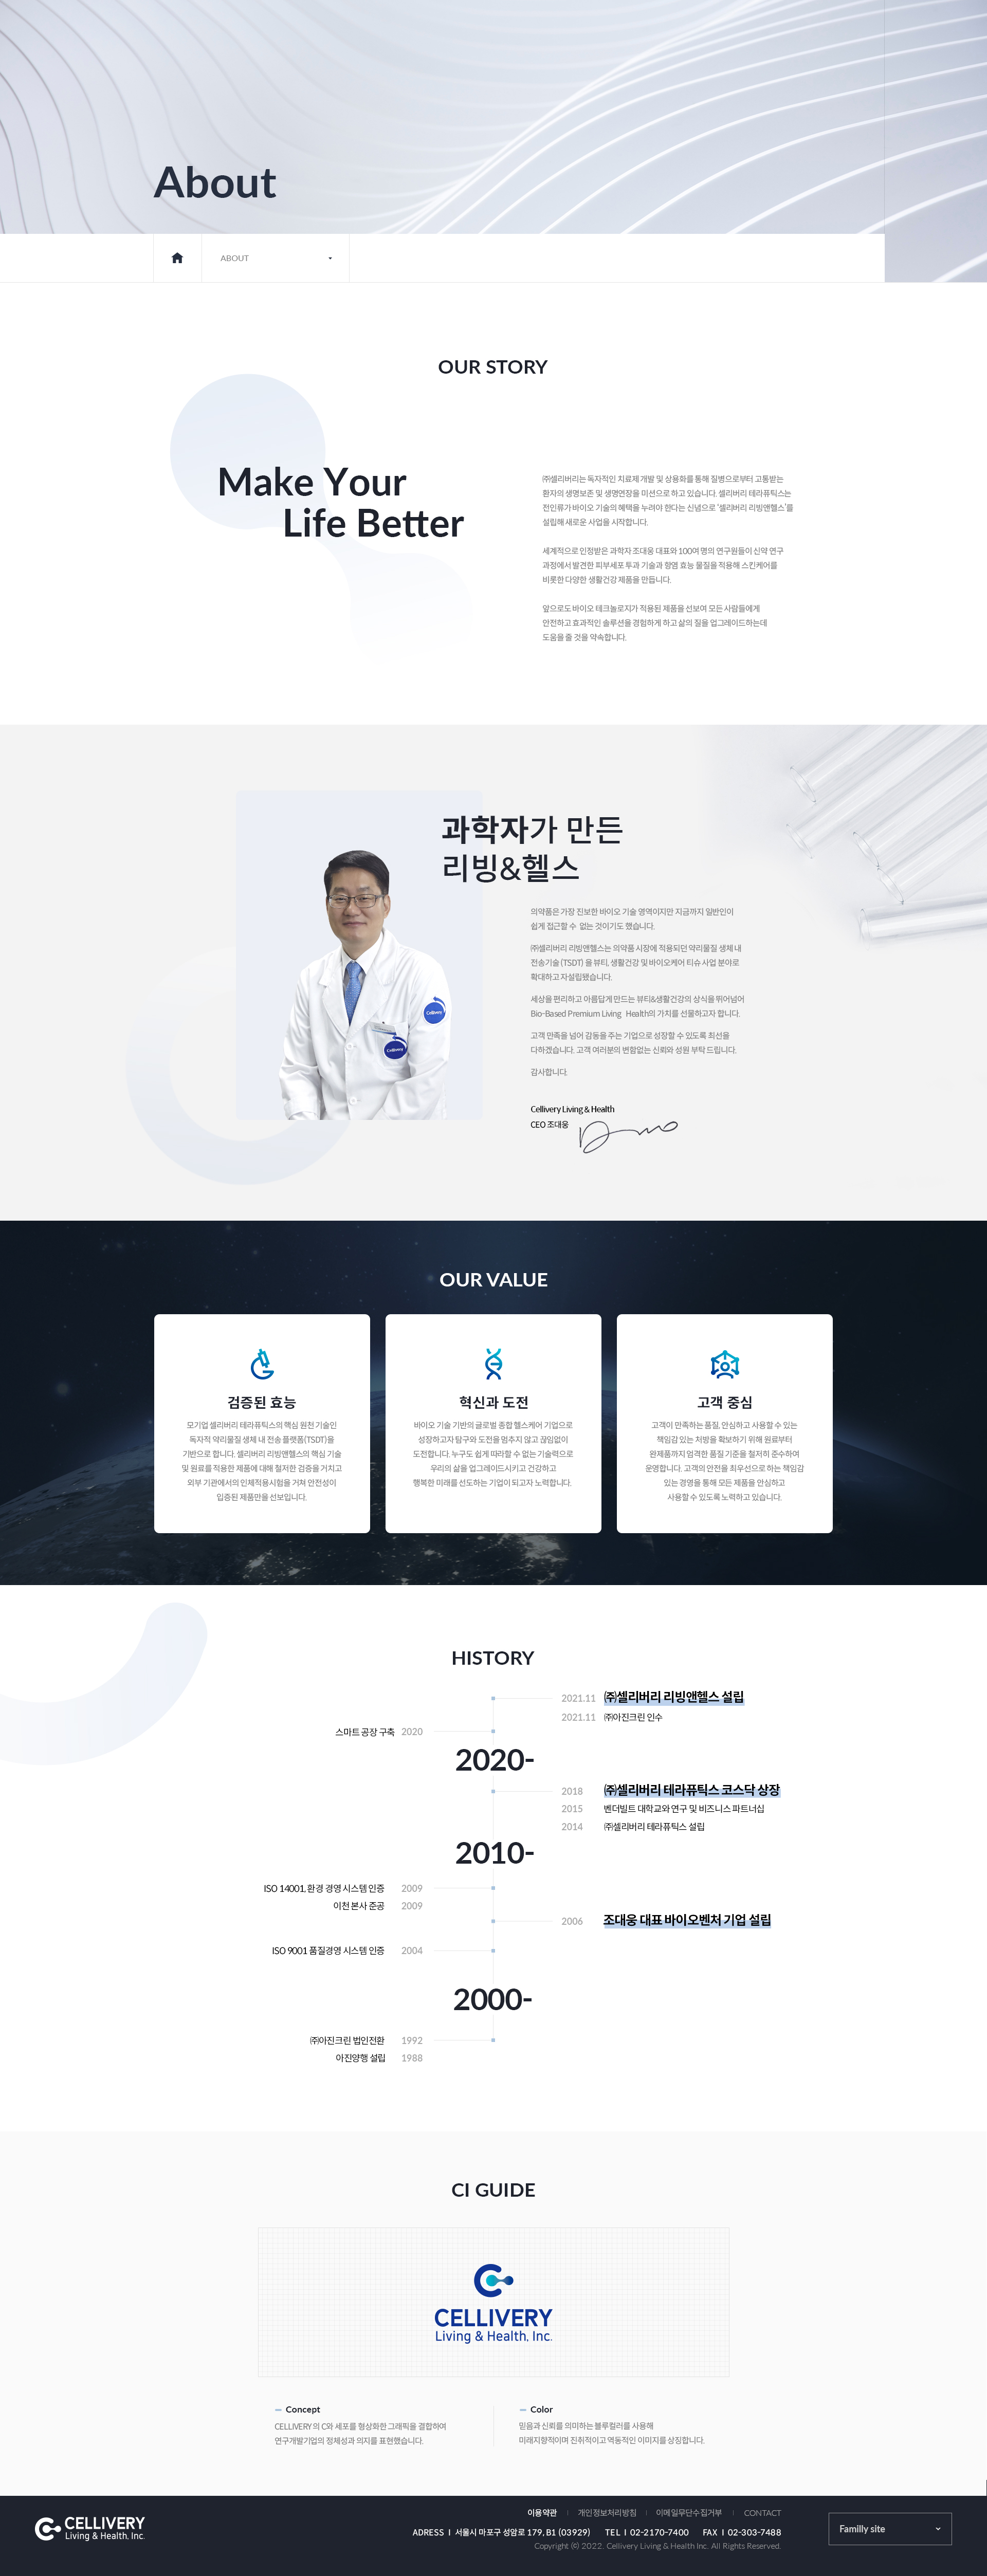 About
ABOUT
OUR STORY
Make Your
Life Better
㈜셀리버리는 독자적인 치료제 개발 및 상용화를 통해 질병으로부터 고통받는
환자의 생명보존 및 생명연장을 미션으로 하고 있습니다. 셀리버리 테라퓨틱스는
전인류가 바이오 기술의 혜택을 누려야 한다는 신념으로 '셀리버리 리빙앤헬스'를
설립해 새로운 사업을 시작합니다.
세계적으로 인정받은 과학자 조대웅 대표와 100여 명의 연구원들이 신약 연구
과정에서 발견한 피부세포 투과 기술과 항염 효능 물질을 적용해 스킨케어를
비롯한 다양한 생활건강 제품을 만듭니다.
앞으로도 바이오 테크놀로지가 적용된 제품을 선보여 모든 사람들에게
안전하고 효과적인 솔루션을 경험하게 하고 삶의 질을 업그레이드하는데
도움을 줄 것을 약속합니다.
과학자가 만든
리빙&헬스
의약품은 가장 진보한 바이오 기술 영역이지만 지금까지 일반인이
쉽게 접근할 수 없는 것이기도 했습니다.
㈜셀리버리 리빙앤헬스는 의약품 시장에 적용되던 약리물질 생체 내
전송기술 (TSDT) 을 뷰티, 생활건강 및 바이오케어 티슈 사업 분야로
확대하고자 설립됐습니다.
세상을 편리하고 아름답게 만드는 뷰티&생활건강의 상식을 뛰어넘어
Bio-Based Premium Living Health의 가치를 선물하고자 합니다.
고객 만족을 넘어 감동을 주는 기업으로 성장할 수 있도록 최선을
다하겠습니다. 고객 여러분의 변함없는 신뢰와 성원 부탁 드립니다.
감사합니다.
Cellivery
Cellivery
Cellivery Living & Health
CEO 조대웅
OUR VALUE
검증된 효능
모기업 셀리버리 테라퓨틱스의 핵심 원천 기술인
독자적 약리물질 생체 내 전송 플랫폼(TSDT)을
기반으로 합니다. 셀리버리 리빙앤헬스의 핵심 기술
및 원료를 적용한 제품에 대해 철저한 검증을 거치고
외부 기관에서의 인체적용시험을 거쳐 안전성이
입증된 제품만을 선보입니다.
혁신과 도전
바이오 기술 기반의 글로벌 종합 헬스케어 기업으로
성장하고자 탐구와 도전을 멈추지 않고 끊임없이
도전합니다. 누구도 쉽게 따라할 수 없는 기술력으로
우리의 삶을 업그레이드시키고 건강하고
행복한 미래를 선도하는 기업이 되고자 노력합니다.
고객 중심
고객이 만족하는 품질, 안심하고 사용할 수 있는
책임감 있는 처방을 확보하기 위해 원료부터
완제품까지 엄격한 품질 기준을 철저히 준수하여
운영합니다. 고객의 안전을 최우선으로 하는 책임감
있는 경영을 통해 모든 제품을 안심하고
사용할 수 있도록 노력하고 있습니다.
HISTORY
2021.11 ㈜셀리버리 리빙앤헬스 설립
2021.11 ㈜아진크린 인수
스마트 공장 구축 2020
2020-
2018 ㈜셀리버리 테라퓨틱스 코스닥 상장
2015 벤더빌트 대학교와 연구 및 비즈니스 파트너십
2014 ㈜셀리버리 테라퓨틱스 설립
2010-
ISO 14001, 환경 경영 시스템 인증 2009
이천 본사 준공 2009
2006 조대웅 대표 바이오벤처 기업 설립
ISO 9001 품질경영 시스템 인증 2004
2000-
㈜아진크린 법인전환 1992
아진양행 설립 1988
CI GUIDE
CELLIVERY
Living & Health, Inc.
Concept
CELLIVERY 의 C와 세포를 형상화한 그래픽을 결합하여
연구개발기업의 정체성과 의지를 표현했습니다.
Color
믿음과 신뢰를 의미하는 블루컬러를 사용해
미래지향적이며 진취적이고 역동적인 이미지를 상징합니다.
CELLIVERY
Living & Health, Inc.
이용약관 | 개인정보처리방침 | 이메일무단수집거부 | CONTACT
ADRESS | 서울시 마포구 성암로 179, B1 (03929) TEL | 02-2170-7400 FAX | 02-303-7488
Copyright (©) 2022. Cellivery Living & Health Inc. All Rights Reserved.
Familly site